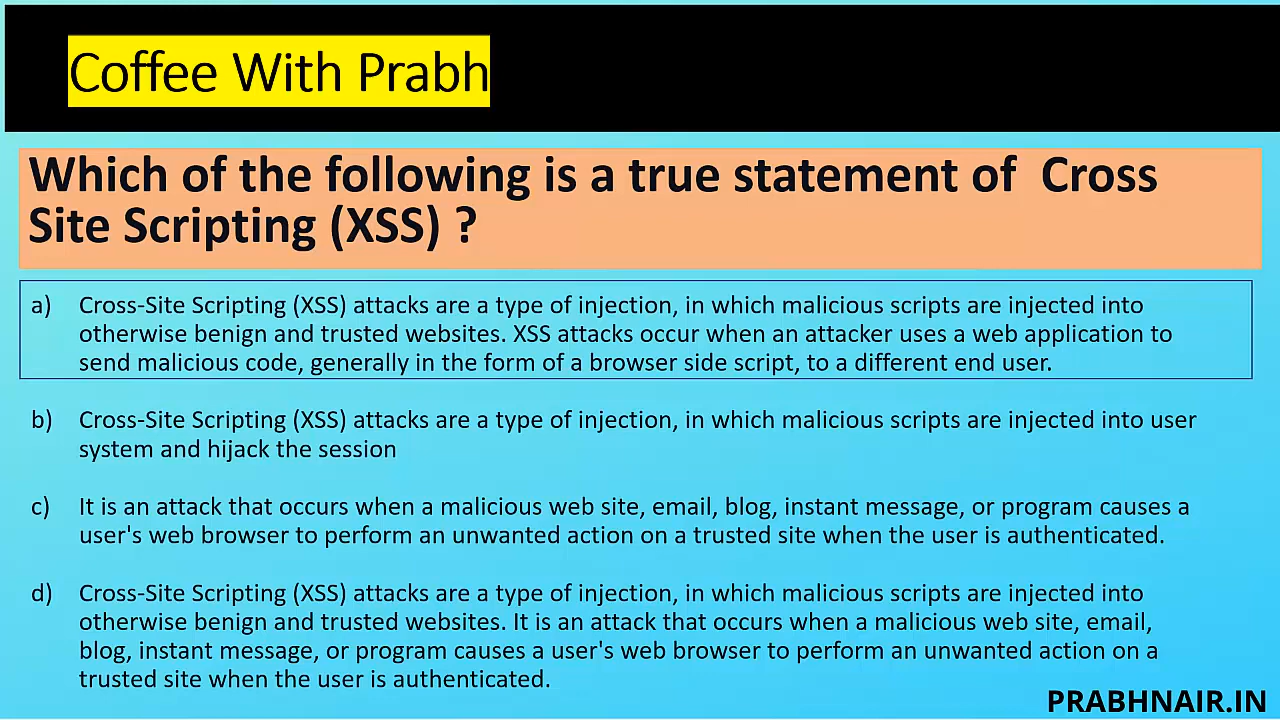 Coffee With Prabh
Which of the following is a true statement of  Cross
Site Scripting (XSS) ?
a) Cross-Site Scripting (XSS) attacks are a type of injection, in which malicious scripts are injected into
otherwise benign and trusted websites. XSS attacks occur when an attacker uses a web application to
send malicious code, generally in the form of a browser side script, to a different end user.
b) Cross-Site Scripting (XSS) attacks are a type of injection, in which malicious scripts are injected into user
system and hijack the session
c) It is an attack that occurs when a malicious web site, email, blog, instant message, or program causes a
user's web browser to perform an unwanted action on a trusted site when the user is authenticated.
d) Cross-Site Scripting (XSS) attacks are a type of injection, in which malicious scripts are injected into
otherwise benign and trusted websites. It is an attack that occurs when a malicious web site, email,
blog, instant message, or program causes a user's web browser to perform an unwanted action on a
trusted site when the user is authenticated.
PRABHNAIR.IN